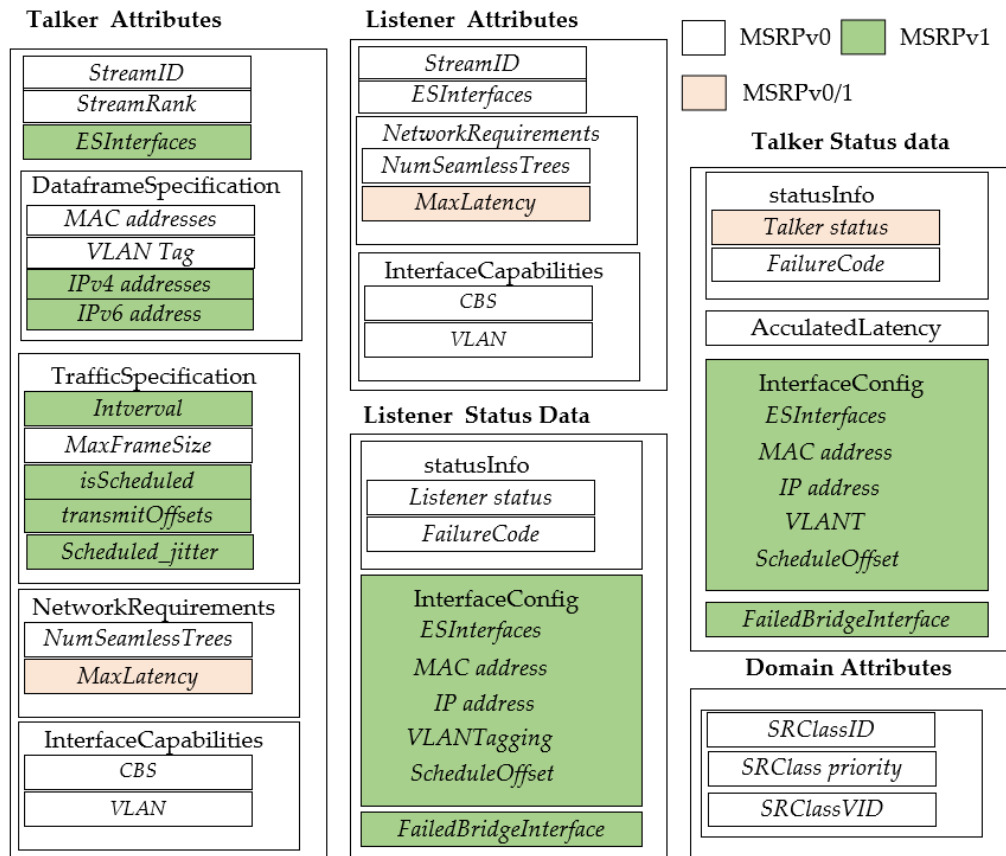 Talker Attributes
StreamID
StreamRank
ESInterfaces
DataframeSpecification
MAC addresses
VLAN Tag
IPv4 addresses
IPv6 address
TrafficSpecification
Intverval
MaxFrameSize
isScheduled
transmitOffsets
Scheduled_jitter
NetworkRequirements
NumSeamlessTrees
MaxLatency
InterfaceCapabilities
CBS
VLAN
Listener Attributes
StreamID
ESInterfaces
NetworkRequirements
NumSeamlessTrees
MaxLatency
InterfaceCapabilities
CBS
VLAN
Listener Status Data
statusInfo
Listener status
FailureCode
InterfaceConfig
ESInterfaces
MAC address
IP address
VLANTagging
ScheduleOffset
FailedBridgeInterface
MSRPv0
MSRPv1
MSRPv0/1
Talker Status data
statusInfo
Talker status
FailureCode
AcculatedLatency
InterfaceConfig
ESInterfaces
MAC address
IP address
VLANT
ScheduleOffset
FailedBridgeInterface
Domain Attributes
SRClassID
SRClass priority
SRClassVID